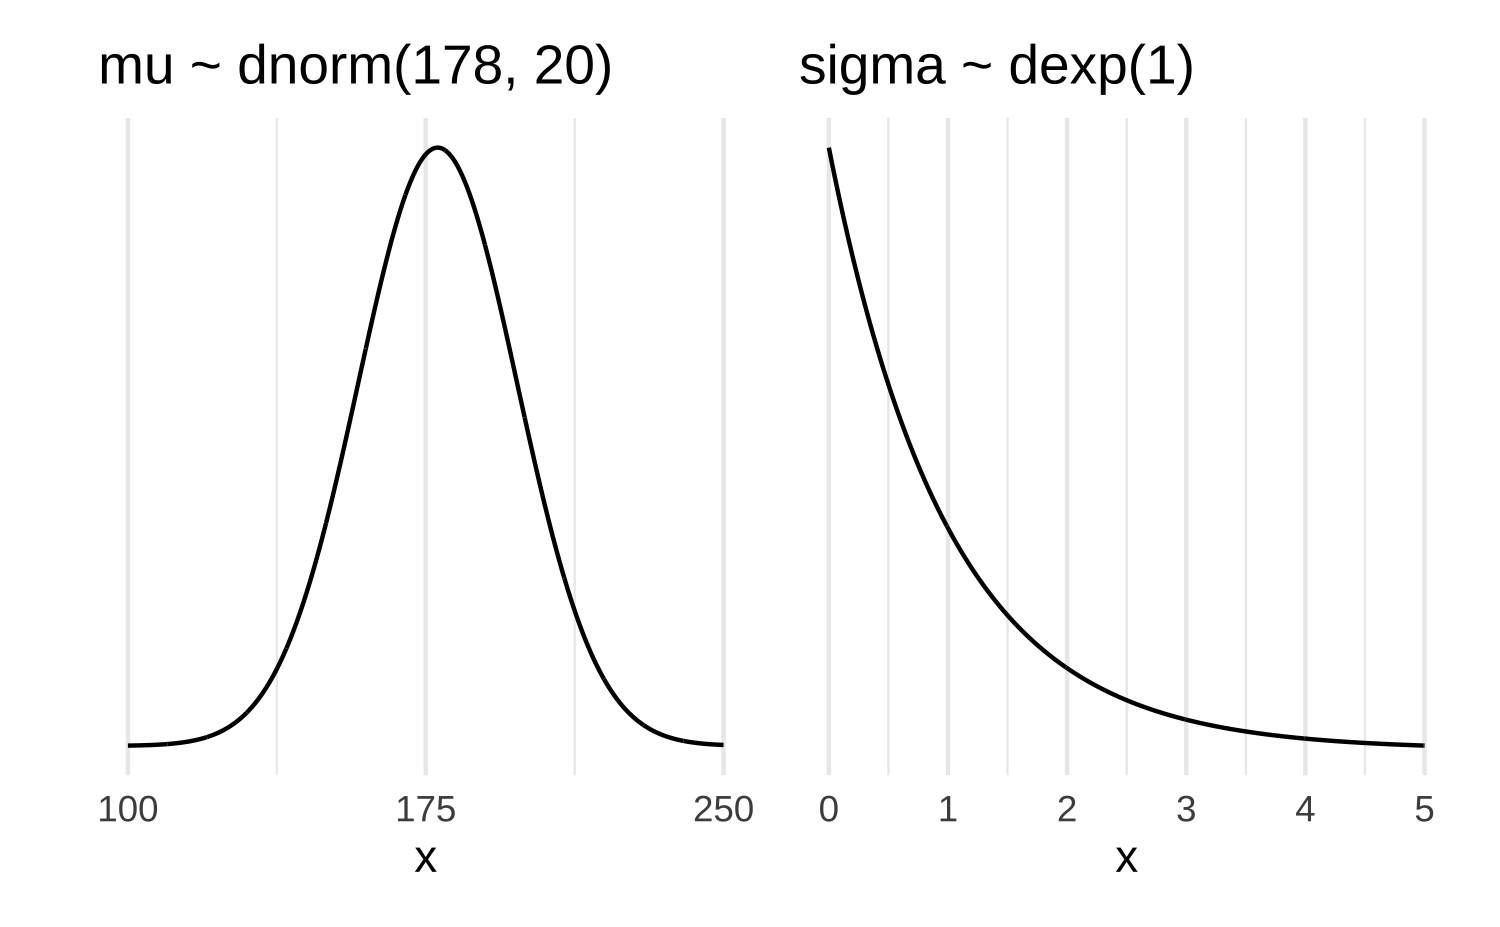 mu ~ dnorm(178, 20)
100 175 250
x
sigma ~ dexp(1)
0 1 2 3 4 5
x